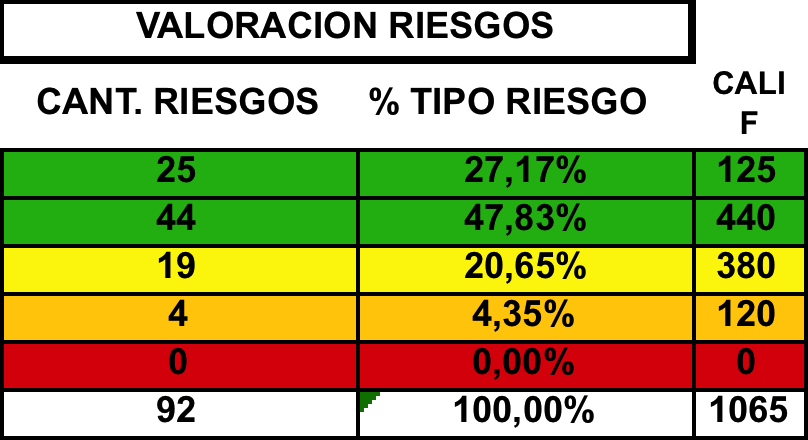 VALORACION RIESGOS
CANT. RIESGOS % TIPO RIESGO CALI
F
25 27,17% 125
44 47,83% 440
19 20,65% 380
4 4,35% 120
0 0,00% 0
92 100,00% 1065